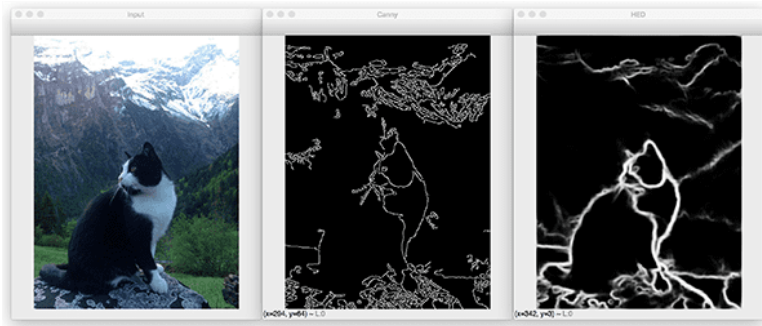 Input
Canny
HED
(x=294, y=64) ~ L:0
(x=342, y=3) ~ L:0